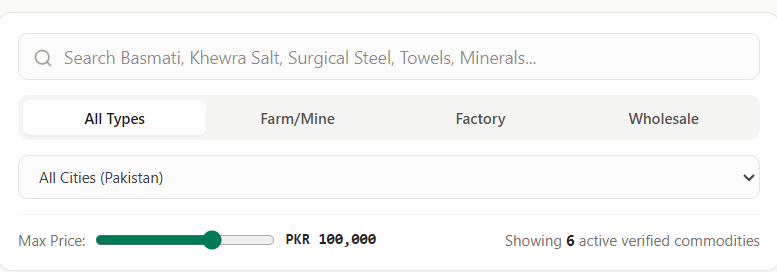 Search Basmati, Khewra Salt, Surgical Steel, Towels, Minerals...
All Types Farm/Mine Factory Wholesale
All Cities (Pakistan)
Max Price: PKR 100,000 Showing 6 active verified commodities